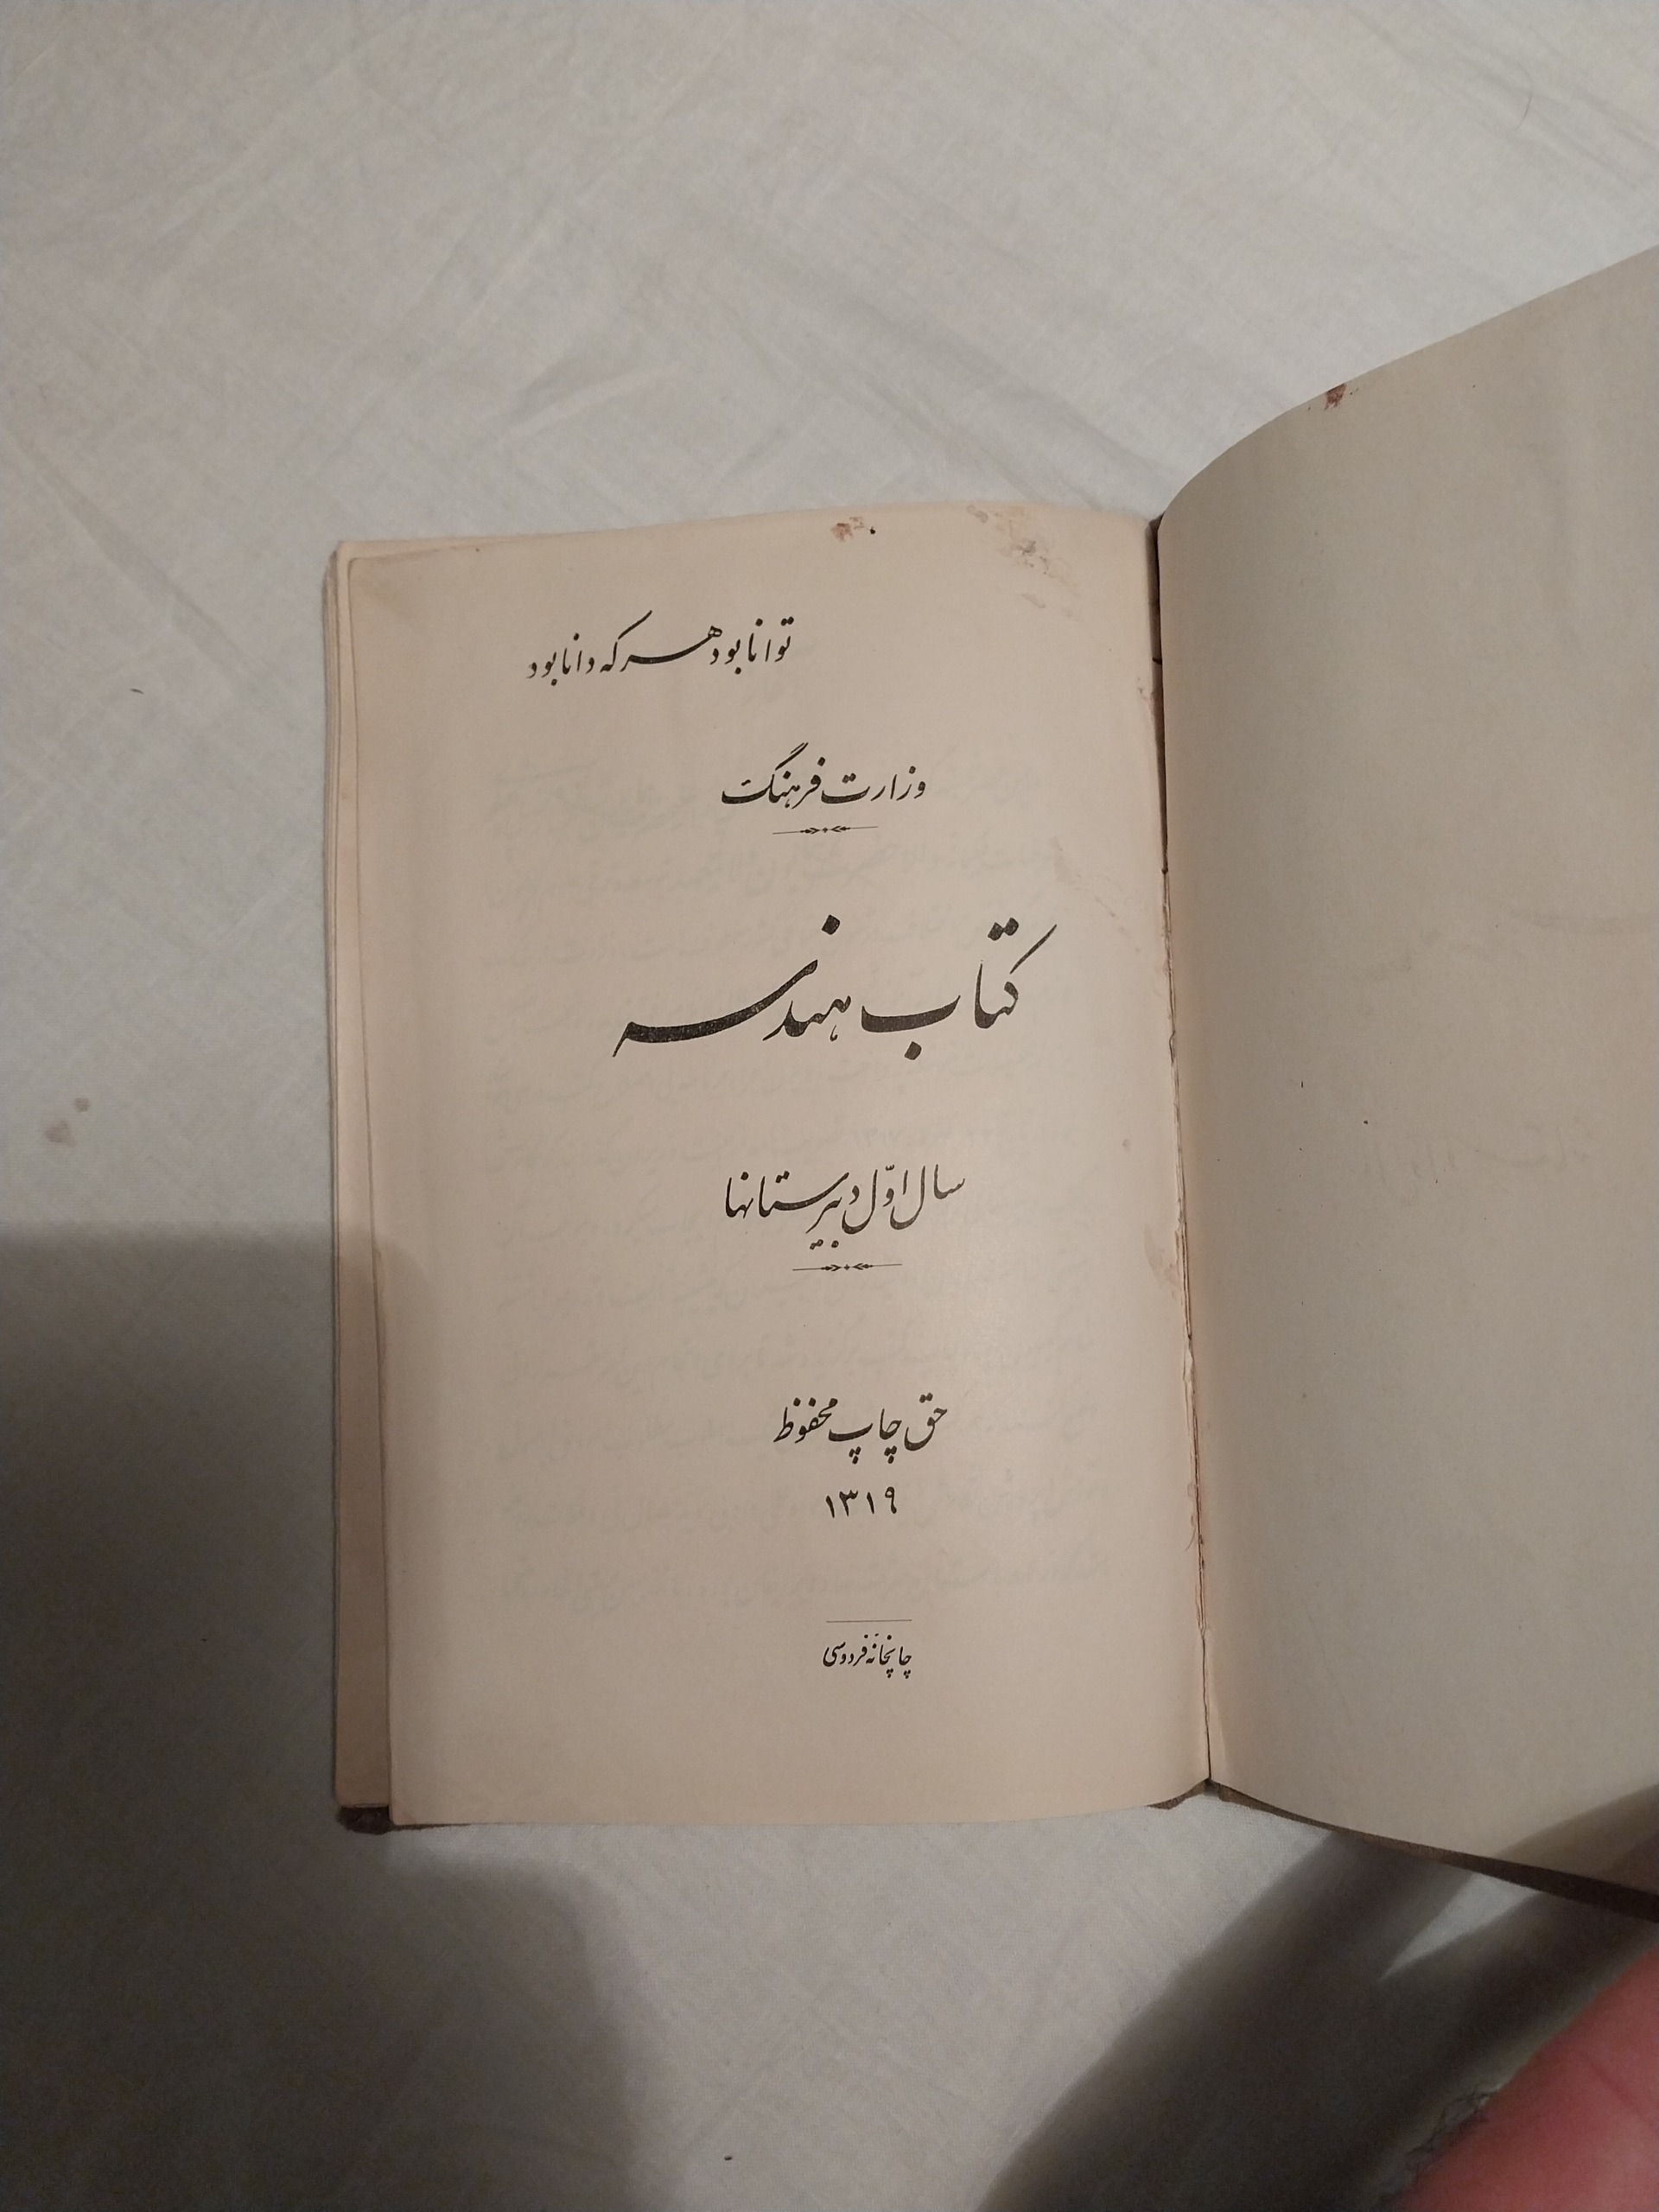 توانا بود هر که دانا بود
وزارت فرهنگ
کتاب هندسه
سال اوّل دبیرستانها
حق چاپ محفوظ
۱۳۱۹
چاپخانهٔ فردوسی